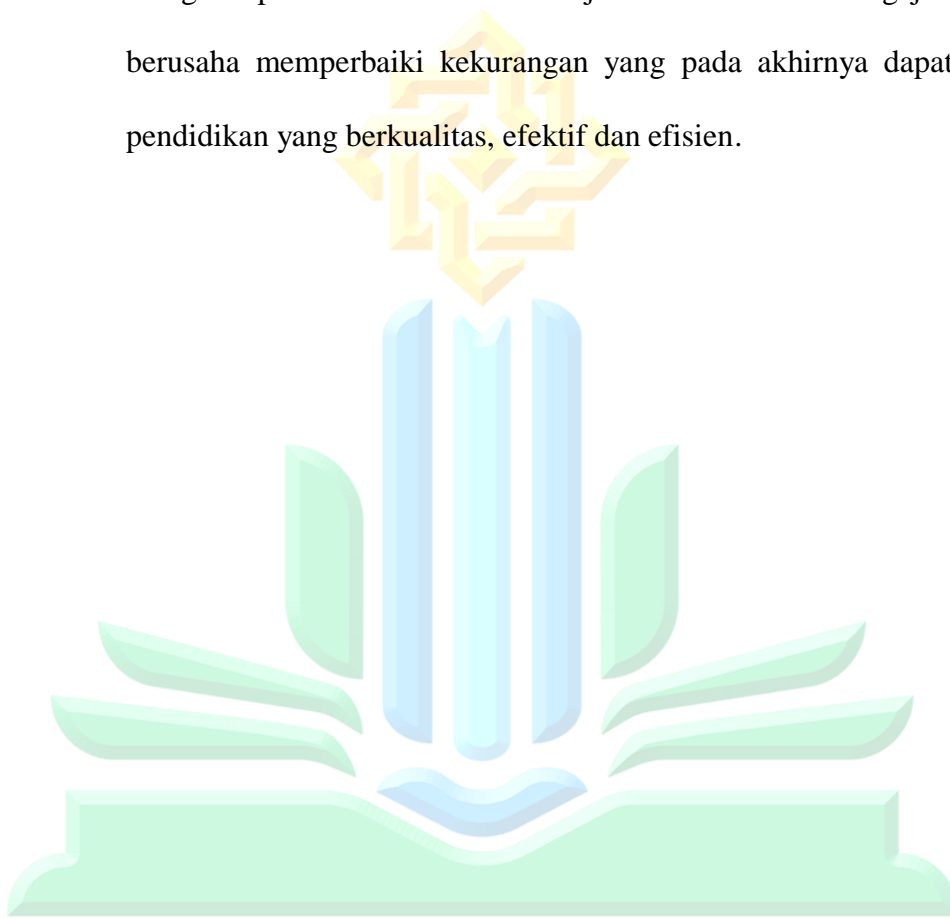 berusaha memperbaiki kekurangan yang pada akhirnya dapat
pendidikan yang berkualitas, efektif dan efisien.